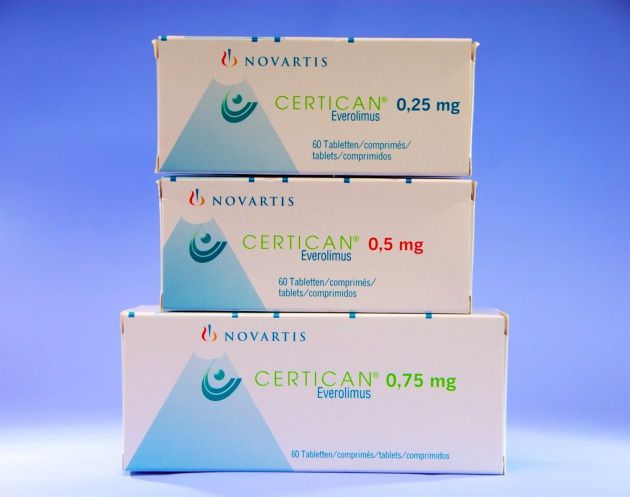 NOVARTIS
CERTICAN® 0,25 mg
Everolimus
60 Tabletten/comprimés/
tablets/comprimidos
NOVARTIS
CERTICAN® 0,5 mg
Everolimus
60 Tabletten/comprimés/
tablets/comprimidos
NOVARTIS
CERTICAN® 0,75 mg
Everolimus
60 Tabletten/comprimés/tablets/comprimidos